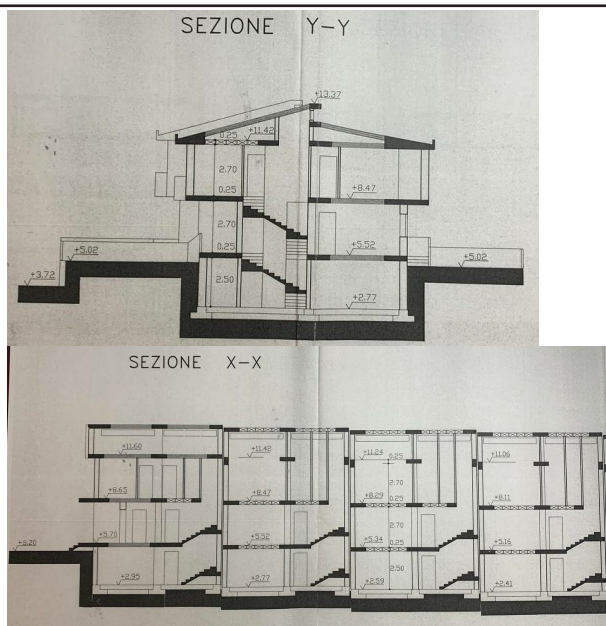 SEZIONE Y-Y
+13.37
0.25 +11.42
2.70
0.25 +8.47
2.70
0.25 +5.52
+5.02 +5.02
+3.72 2.50
+2.77
SEZIONE X-X
+11.60 +11.42 +11.24 0.25 +11.06
2.70
+8.65 +8.47 +8.29 0.25 +8.11
2.70
+5.70 +5.52 +5.34 0.25 +5.16
+5.20
2.50
+2.95 +2.77 +2.59 +2.41